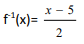 f⁻¹(x)= x − 5 / 2